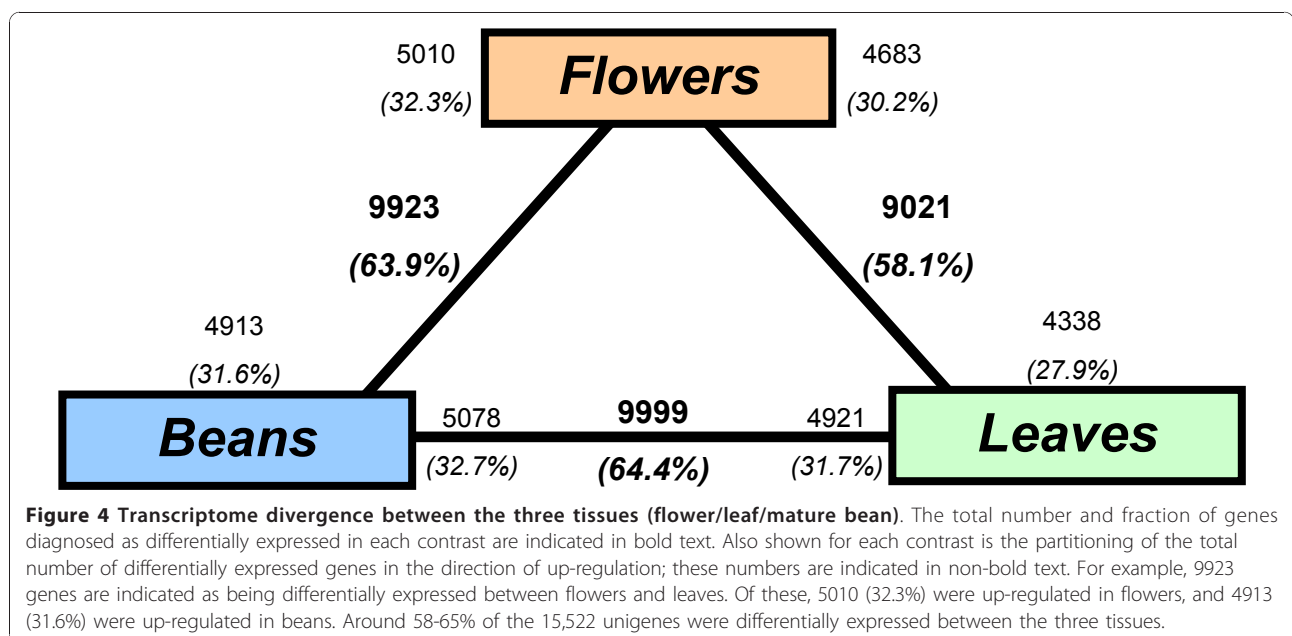 5010
Flowers
4683
(32.3%)
(30.2%)
9923
9021
(63.9%)
(58.1%)
4913
4338
(31.6%)
(27.9%)
Beans
5078
9999
4921
Leaves
(32.7%)
(64.4%)
(31.7%)
Figure 4 Transcriptome divergence between the three tissues (flower/leaf/mature bean). The total number and fraction of genes
diagnosed as differentially expressed in each contrast are indicated in bold text. Also shown for each contrast is the partitioning of the total
number of differentially expressed genes in the direction of up-regulation; these numbers are indicated in non-bold text. For example, 9923
genes are indicated as being differentially expressed between flowers and leaves. Of these, 5010 (32.3%) were up-regulated in flowers, and 4913
(31.6%) were up-regulated in beans. Around 58-65% of the 15,522 unigenes were differentially expressed between the three tissues.